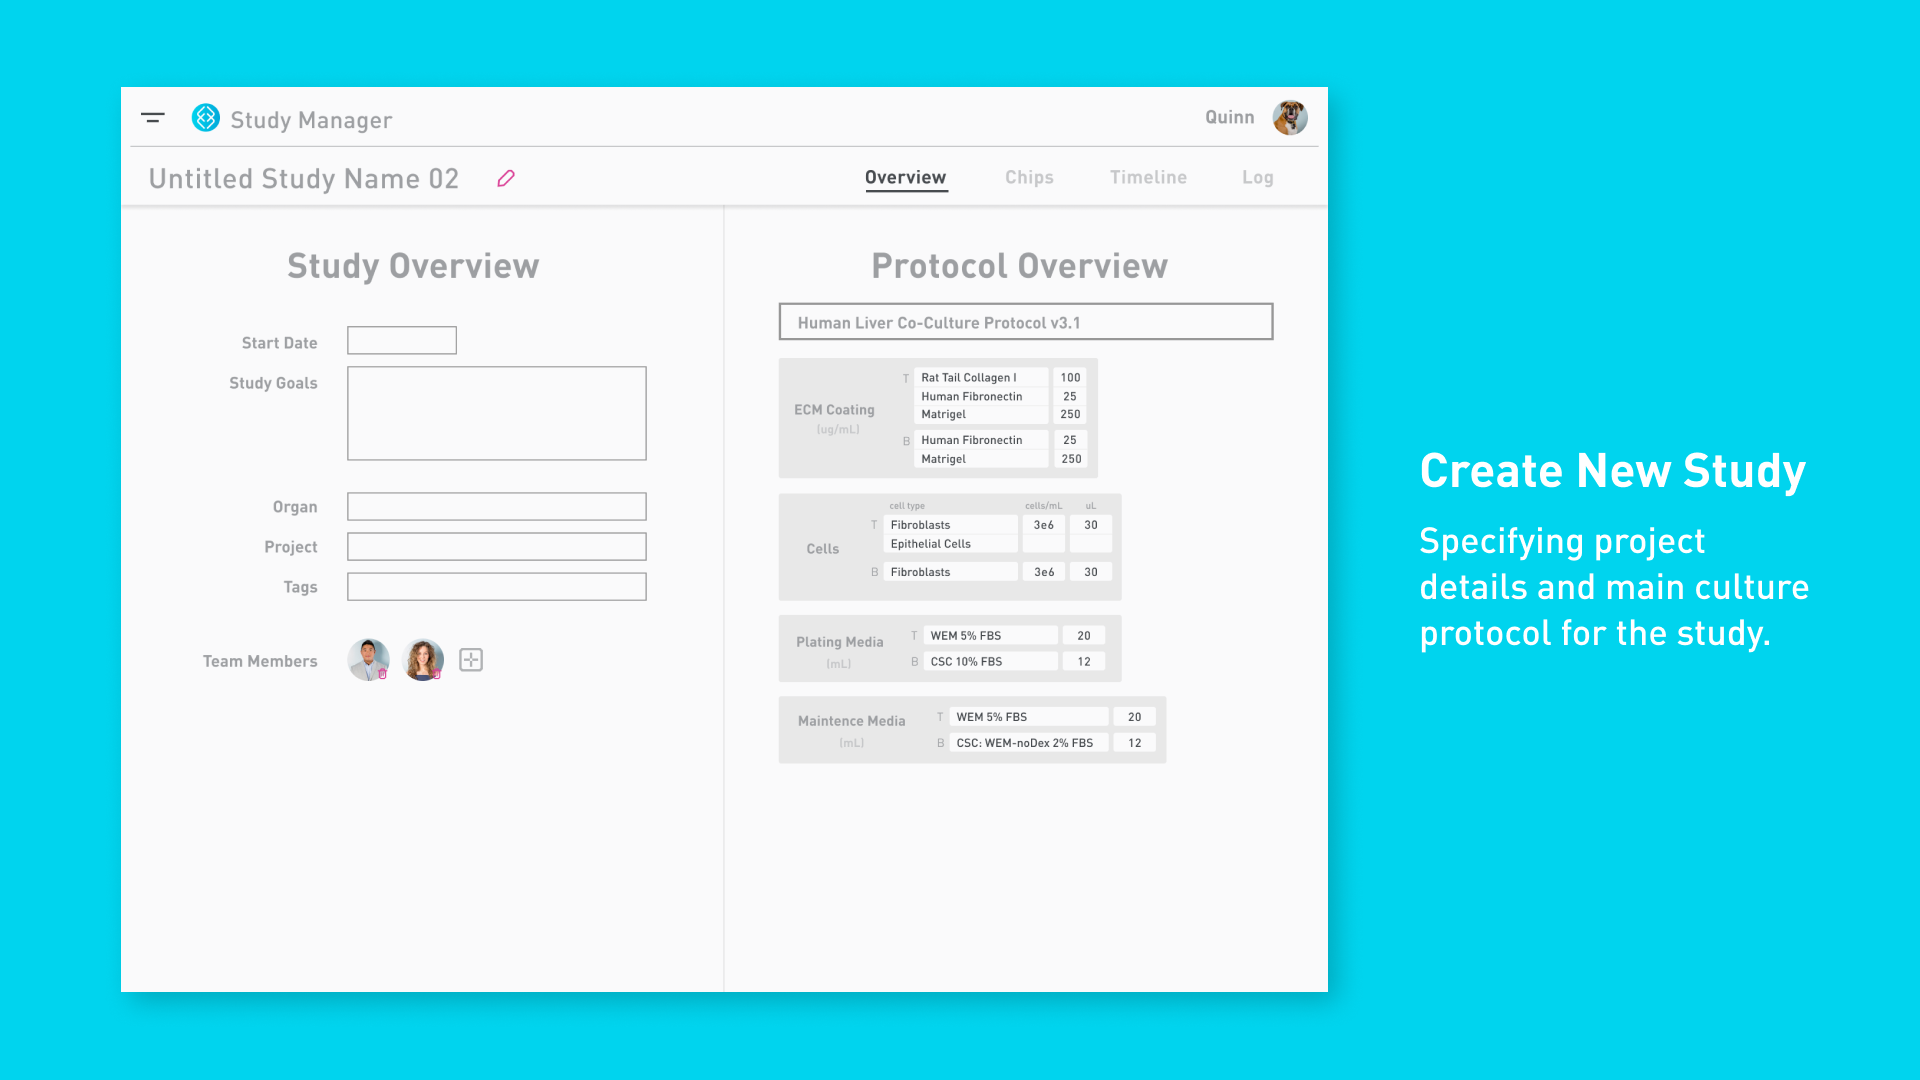 Study Manager
Quinn
Untitled Study Name 02
Overview
Chips
Timeline
Log
Study Overview
Start Date
Study Goals
Organ
Project
Tags
Team Members
Protocol Overview
Human Liver Co-Culture Protocol v3.1
ECM Coating
(ug/mL)
T Rat Tail Collagen I 100
Human Fibronectin 25
Matrigel 250
B Human Fibronectin 25
Matrigel 250
Cells
cell type cells/mL uL
T Fibroblasts 3e6 30
Epithelial Cells
B Fibroblasts 3e6 30
Plating Media
(mL)
T WEM 5% FBS 20
B CSC 10% FBS 12
Maintence Media
(mL)
T WEM 5% FBS 20
B CSC: WEM-noDex 2% FBS 12
Create New Study
Specifying project
details and main culture
protocol for the study.